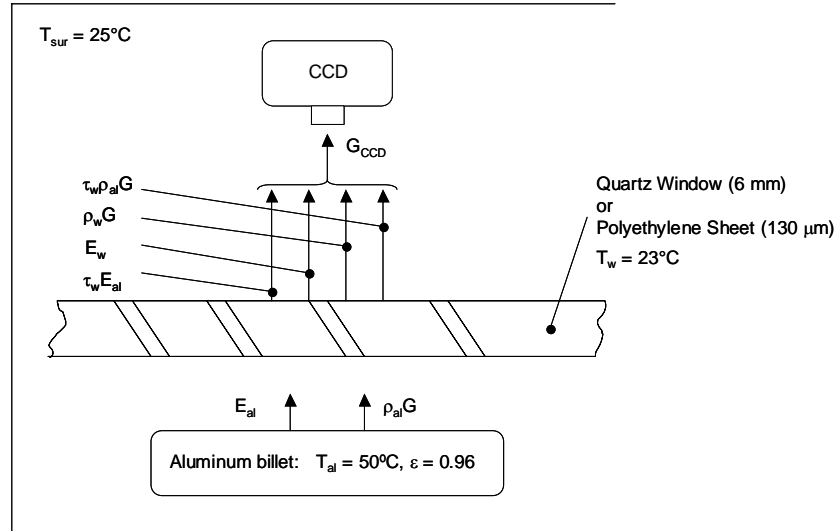 T_sur = 25°C
CCD
G_CCD
τ_wρ_alG
ρ_wG
E_w
τ_wE_al
Quartz Window (6 mm)
or
Polyethylene Sheet (130 μm)
T_w = 23°C
E_al
ρ_alG
Aluminum billet: T_al = 50ºC, ε = 0.96